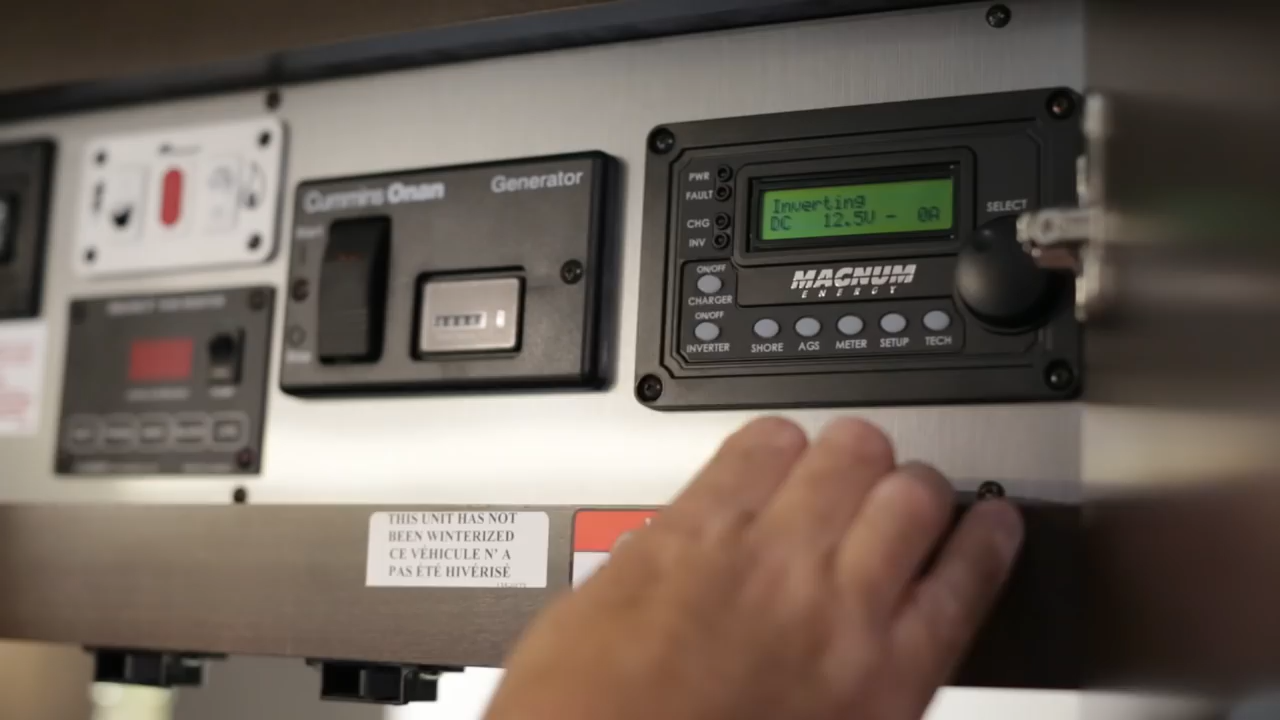 Cummins Onan
Generator
PWR
FAULT
CHG
INV
Inverting
DC 12.5V - 0A
SELECT
MAGNUM
ENERGY
ON/OFF
CHARGER
ON/OFF
INVERTER
SHORE
AGS
METER
SETUP
TECH
THIS UNIT HAS NOT
BEEN WINTERIZED
CE VÉHICULE N' A
PAS ÉTÉ HIVÉRISÉ